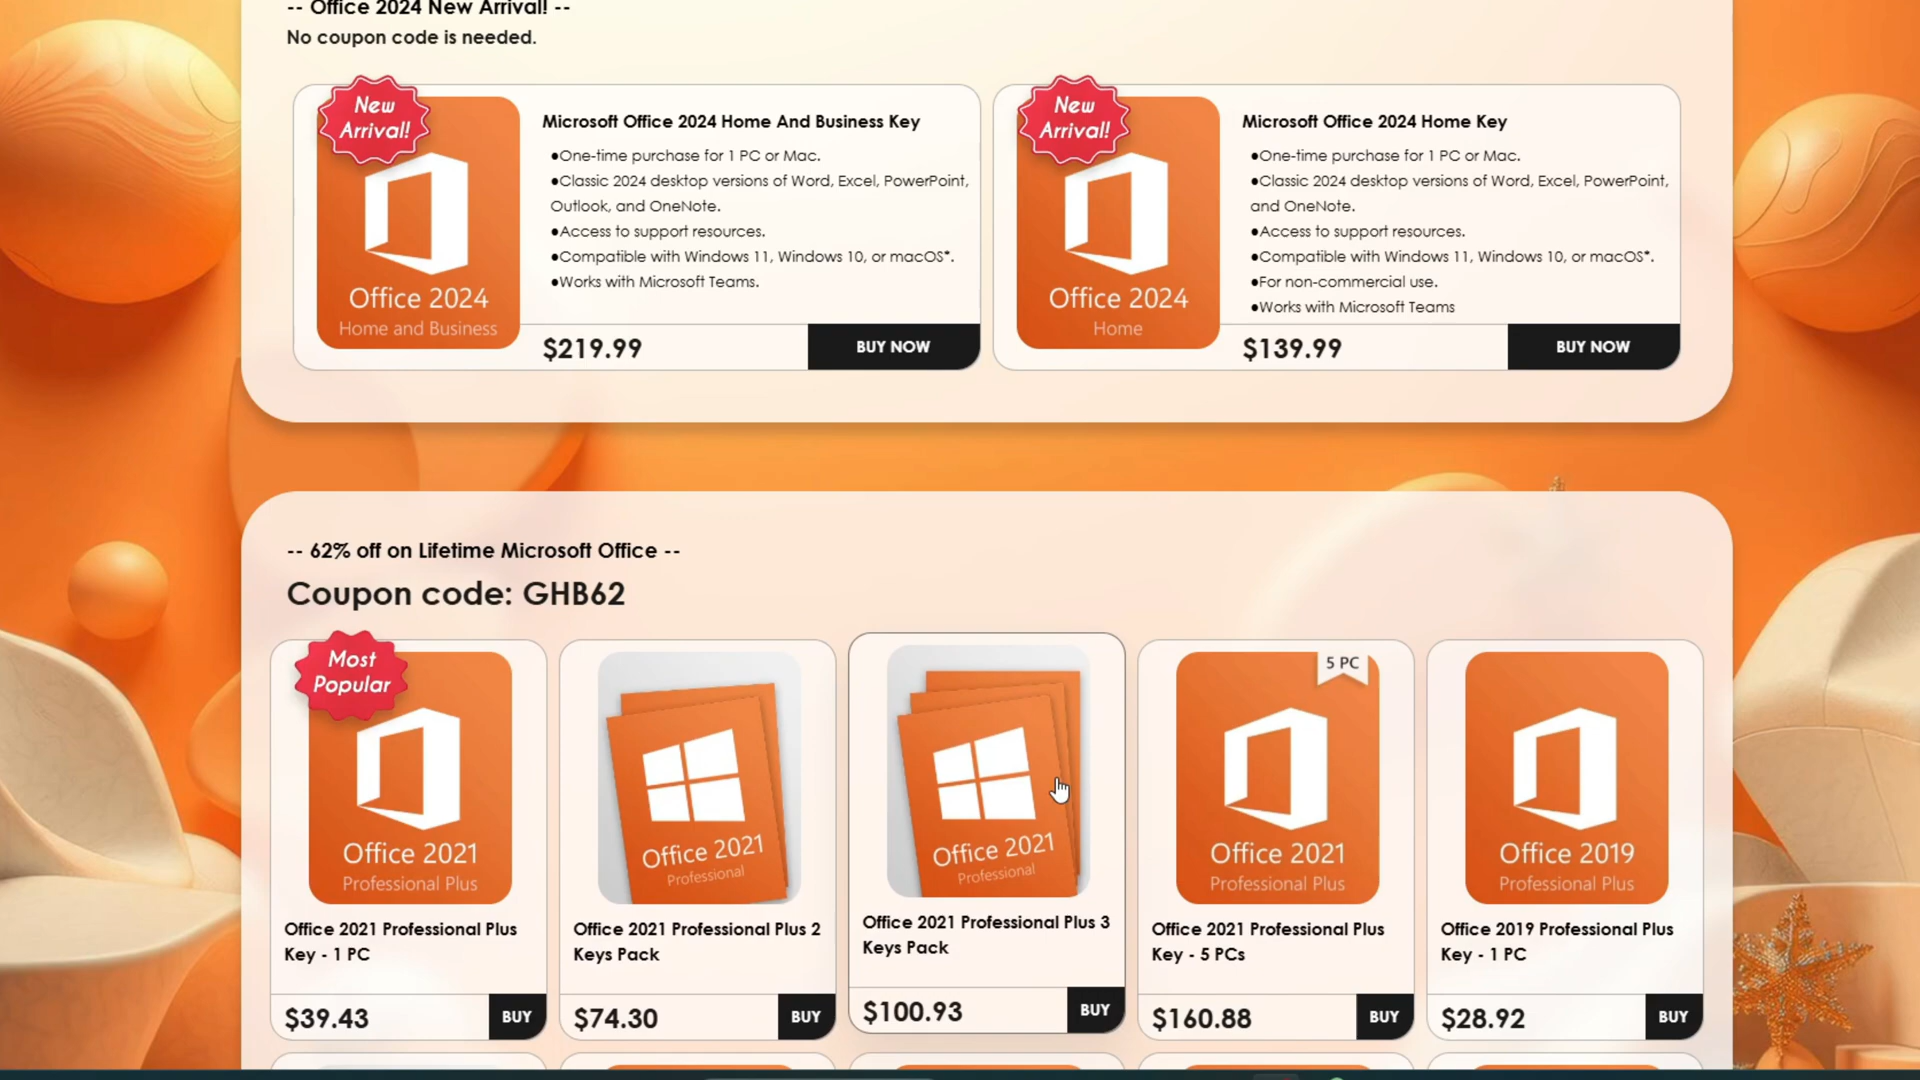 -- Office 2024 New Arrival! --
No coupon code is needed.
New
Arrival!
Office 2024
Home and Business
Microsoft Office 2024 Home And Business Key
●One-time purchase for 1 PC or Mac.
●Classic 2024 desktop versions of Word, Excel, PowerPoint,
Outlook, and OneNote.
●Access to support resources.
●Compatible with Windows 11, Windows 10, or macOS*.
●Works with Microsoft Teams.
$219.99
BUY NOW
New
Arrival!
Office 2024
Home
Microsoft Office 2024 Home Key
●One-time purchase for 1 PC or Mac.
●Classic 2024 desktop versions of Word, Excel, PowerPoint,
and OneNote.
●Access to support resources.
●Compatible with Windows 11, Windows 10, or macOS*.
●For non-commercial use.
●Works with Microsoft Teams
$139.99
BUY NOW
-- 62% off on Lifetime Microsoft Office --
Coupon code: GHB62
Most
Popular
Office 2021
Professional Plus
Office 2021 Professional Plus
Key - 1 PC
$39.43
BUY
Office 2021
Professional
Office 2021 Professional Plus 2
Keys Pack
$74.30
BUY
Office 2021
Professional
Office 2021 Professional Plus 3
Keys Pack
$100.93
BUY
5 PC
Office 2021
Professional Plus
Office 2021 Professional Plus
Key - 5 PCs
$160.88
BUY
Office 2019
Professional Plus
Office 2019 Professional Plus
Key - 1 PC
$28.92
BUY